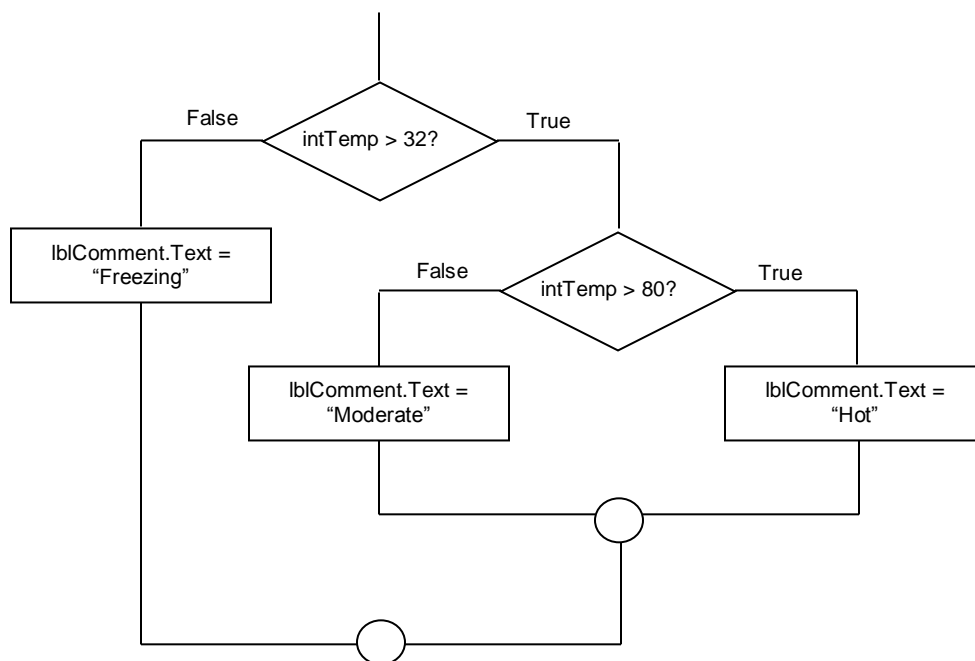 False
intTemp > 32?
True
lblComment.Text =
“Freezing”
False
intTemp > 80?
True
lblComment.Text =
“Moderate”
lblComment.Text =
“Hot”